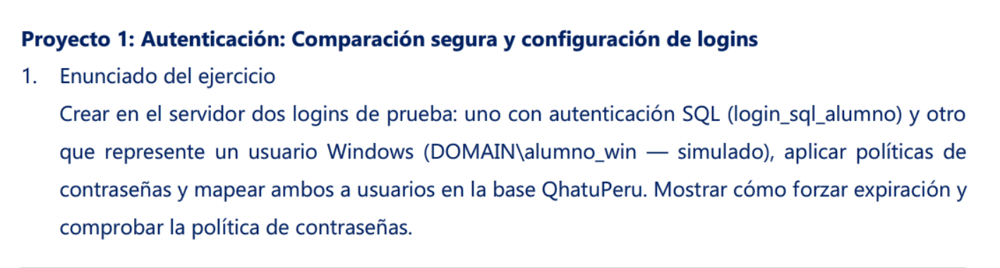 Proyecto 1: Autenticación: Comparación segura y configuración de logins
1. Enunciado del ejercicio
Crear en el servidor dos logins de prueba: uno con autenticación SQL (login_sql_alumno) y otro
que represente un usuario Windows (DOMAIN\alumno_win — simulado), aplicar políticas de
contraseñas y mapear ambos a usuarios en la base QhatuPeru. Mostrar cómo forzar expiración y
comprobar la política de contraseñas.